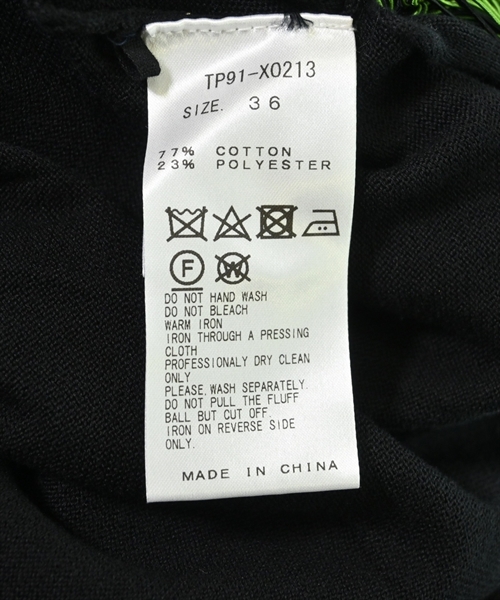 TP91-X0213
SIZE. 36
77% COTTON
23% POLYESTER
F W
DO NOT HAND WASH
DO NOT BLEACH
WARM IRON
IRON THROUGH A PRESSING
CLOTH
PROFESSIONALY DRY CLEAN
ONLY
PLEASE.WASH SEPARATELY.
DO NOT PULL THE FLUFF
BALL BUT CUT OFF.
IRON ON REVERSE SIDE
ONLY.
MADE IN CHINA